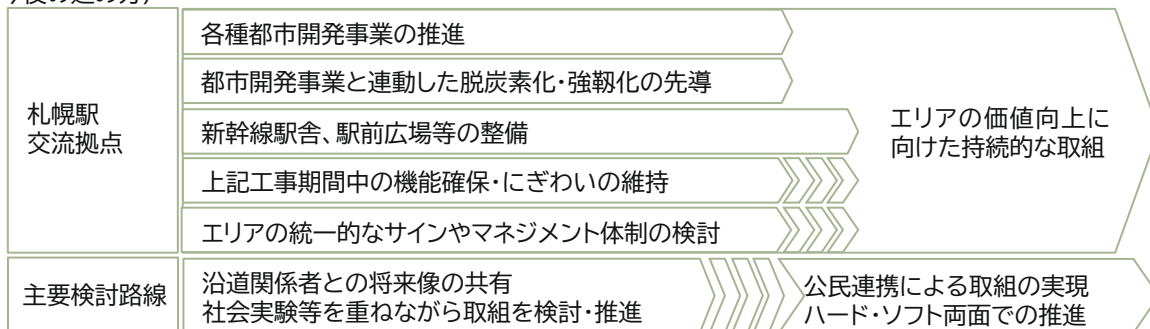 各種都市開発事業の推進
都市開発事業と連動した脱炭素化・強靱化の先導
札幌駅
交流拠点
新幹線駅舎、駅前広場等の整備
上記工事期間中の機能確保・にぎわいの維持
エリアの統一的なサインやマネジメント体制の検討
エリアの価値向上に
向けた持続的な取組
主要検討路線
沿道関係者との将来像の共有
社会実験等を重ねながら取組を検討・推進
公民連携による取組の実現
ハード・ソフト両面での推進